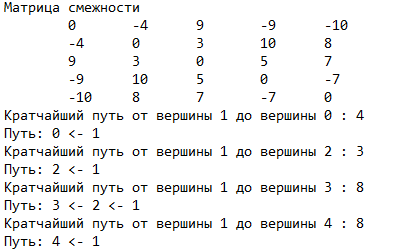 Матрица смежности
0 -4 9 -9 -10
-4 0 3 10 8
9 3 0 5 7
-9 10 5 0 -7
-10 8 7 -7 0
Кратчайший путь от вершины 1 до вершины 0 : 4
Путь: 0 <- 1
Кратчайший путь от вершины 1 до вершины 2 : 3
Путь: 2 <- 1
Кратчайший путь от вершины 1 до вершины 3 : 8
Путь: 3 <- 2 <- 1
Кратчайший путь от вершины 1 до вершины 4 : 8
Путь: 4 <- 1